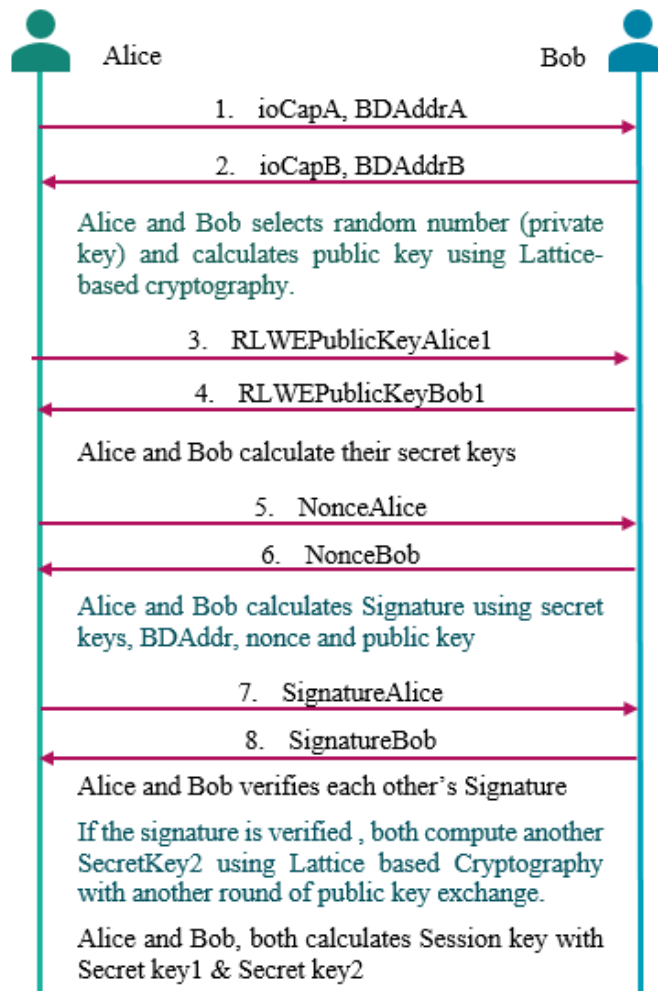 Alice
Bob
1. ioCapA, BDAddrA
2. ioCapB, BDAddrB
Alice and Bob selects random number (private
key) and calculates public key using Lattice-
based cryptography.
3. RLWEPublicKeyAlice1
4. RLWEPublicKeyBob1
Alice and Bob calculate their secret keys
5. NonceAlice
6. NonceBob
Alice and Bob calculates Signature using secret
keys, BDAddr, nonce and public key
7. SignatureAlice
8. SignatureBob
Alice and Bob verifies each other’s Signature
If the signature is verified , both compute another
SecretKey2 using Lattice based Cryptography
with another round of public key exchange.
Alice and Bob, both calculates Session key with
Secret key1 & Secret key2